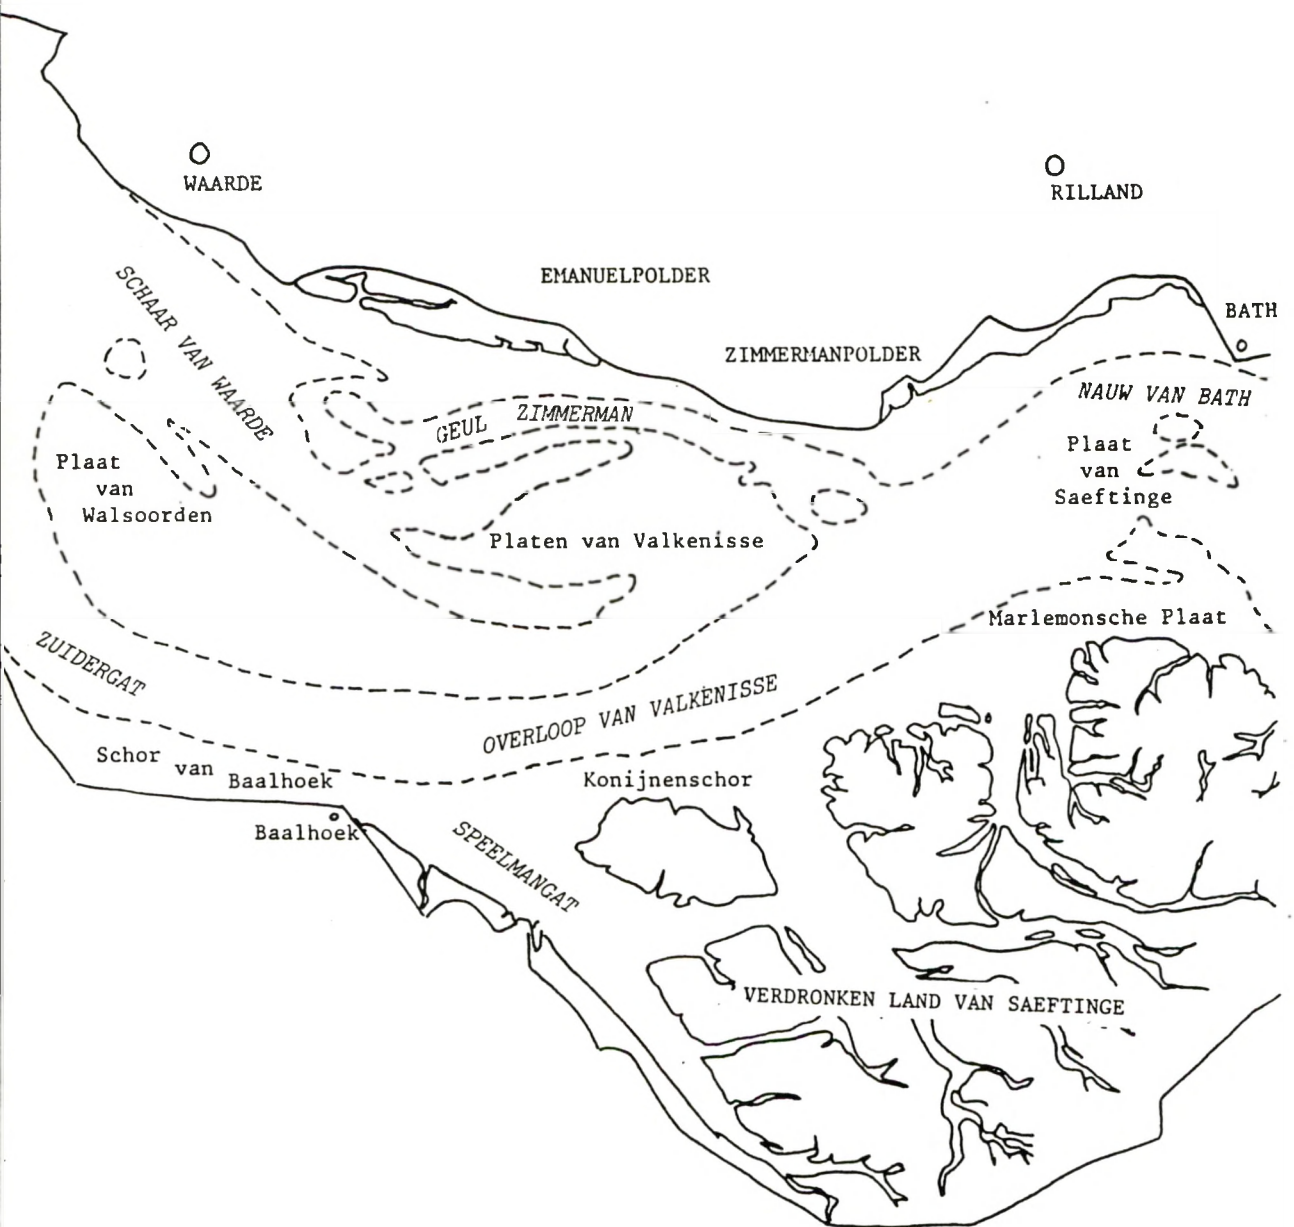 WAARDE
RILLAND
EMANUELPOLDER
BATH
ZIMMERMANPOLDER
SCHAAR VAN WAARDE
NAUW VAN BATH
GEUL ZIMMERMAN
Plaat
van
Saeftinge
Plaat
van
Walsoorden
Platen van Valkenisse
Marlemonsche Plaat
ZUIDERGAT
OVERLOOP VAN VALKENISSE
Schor van Baalhoek
Konijnenschor
Baalhoek
SPEELMANGAT
VERDRONKEN LAND VAN SAEFTINGE